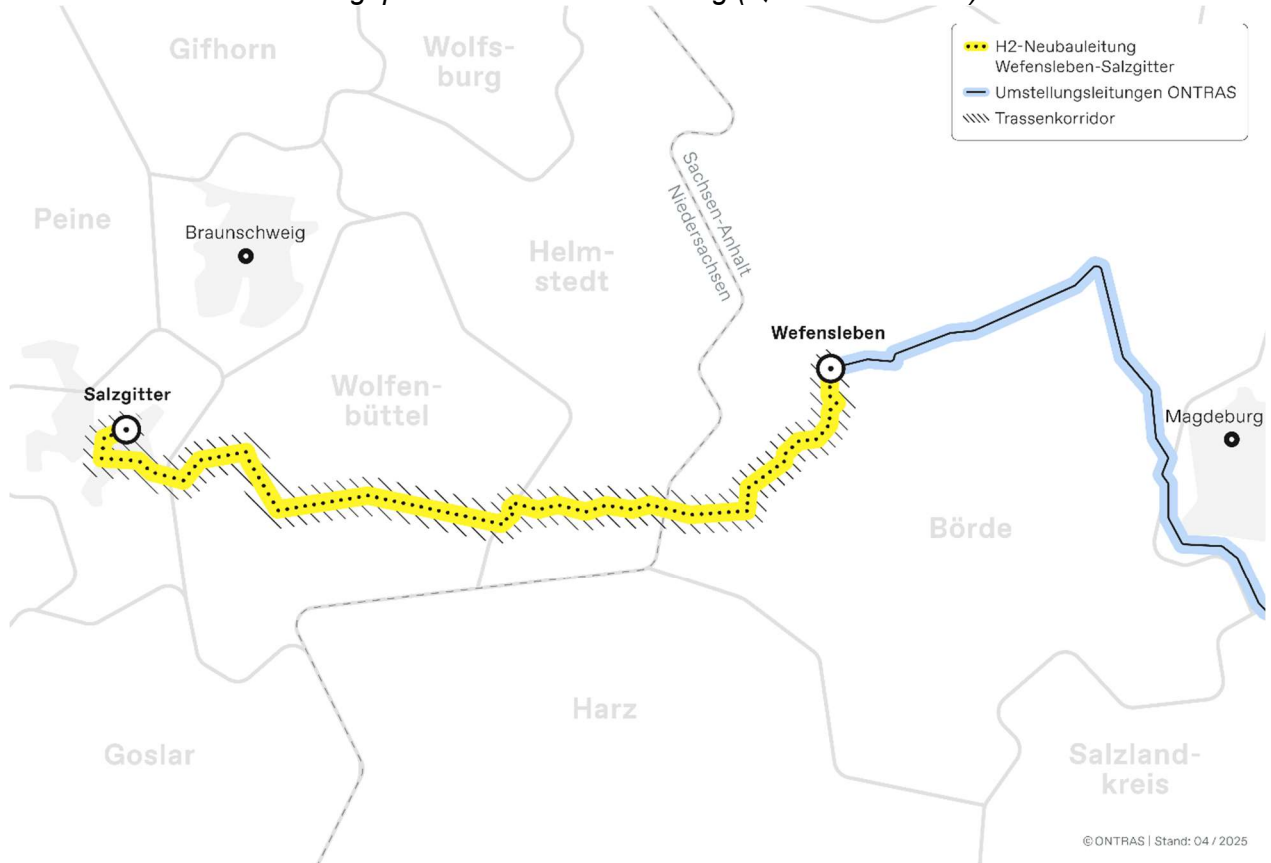 Gifhorn
Wolfs-
burg
H2-Neubauleitung
Wefensleben-Salzgitter
Umstellungsleitungen ONTRAS
Trassenkorridor
Sachsen-Anhalt
Niedersachsen
Peine
Braunschweig
Helm-
stedt
Wefensleben
Salzgitter
Wolfen-
büttel
Magdeburg
Börde
Harz
Goslar
Salzland-
kreis
© ONTRAS | Stand: 04 / 2025